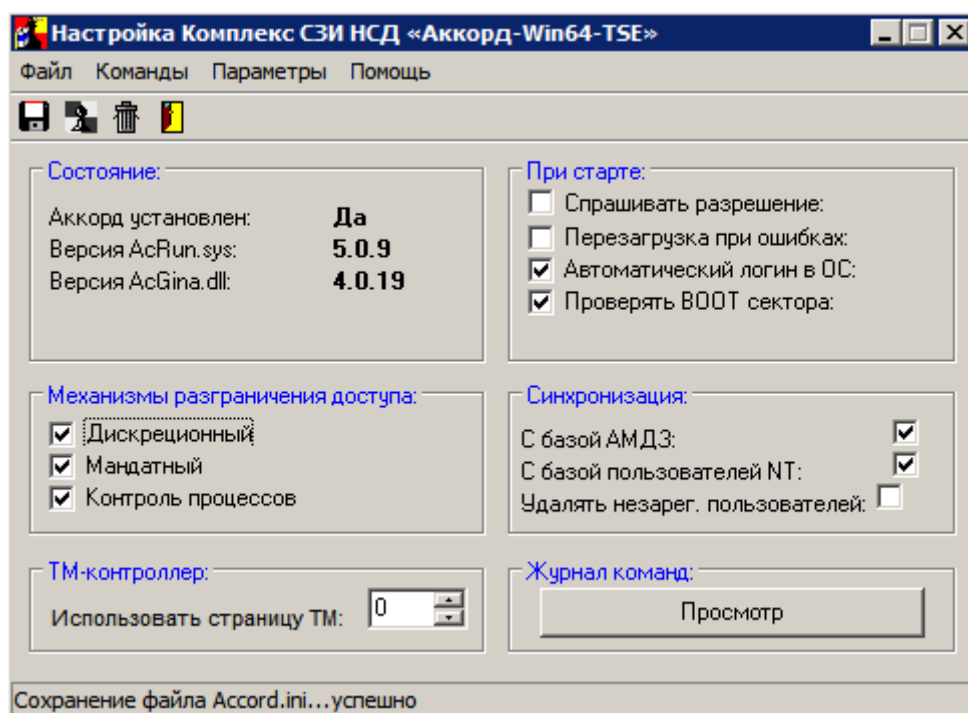 Настройка Комплекс СЗИ НСД «Аккорд-Win64-TSE»
Файл Команды Параметры Помощь
Состояние:
Аккорд установлен: Да
Версия AcRun.sys: 5.0.9
Версия AcGina.dll: 4.0.19
При старте:
Спрашивать разрешение:
Перезагрузка при ошибках:
Автоматический логин в ОС:
Проверять BOOT сектора:
Механизмы разграничения доступа:
Дискреционный
Мандатный
Контроль процессов
Синхронизация:
С базой АМДЗ:
С базой пользователей NT:
Удалять незарег. пользователей:
ТМ-контроллер:
Использовать страницу ТМ: 0
Журнал команд:
Просмотр
Сохранение файла Accord.ini...успешно